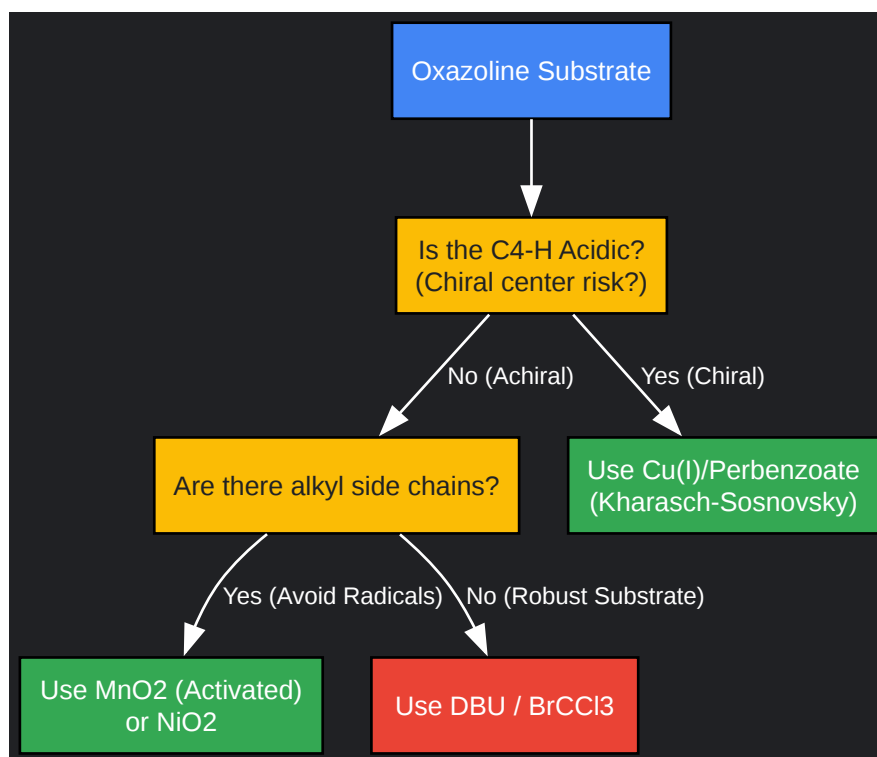 Oxazoline Substrate
Is the C4-H Acidic?
(Chiral center risk?)
No (Achiral)
Yes (Chiral)
Are there alkyl side chains?
Use Cu(I)/Perbenzoate
(Kharasch-Sosnovsky)
Yes (Avoid Radicals)
No (Robust Substrate)
Use MnO2 (Activated)
or NiO2
Use DBU / BrCCl3